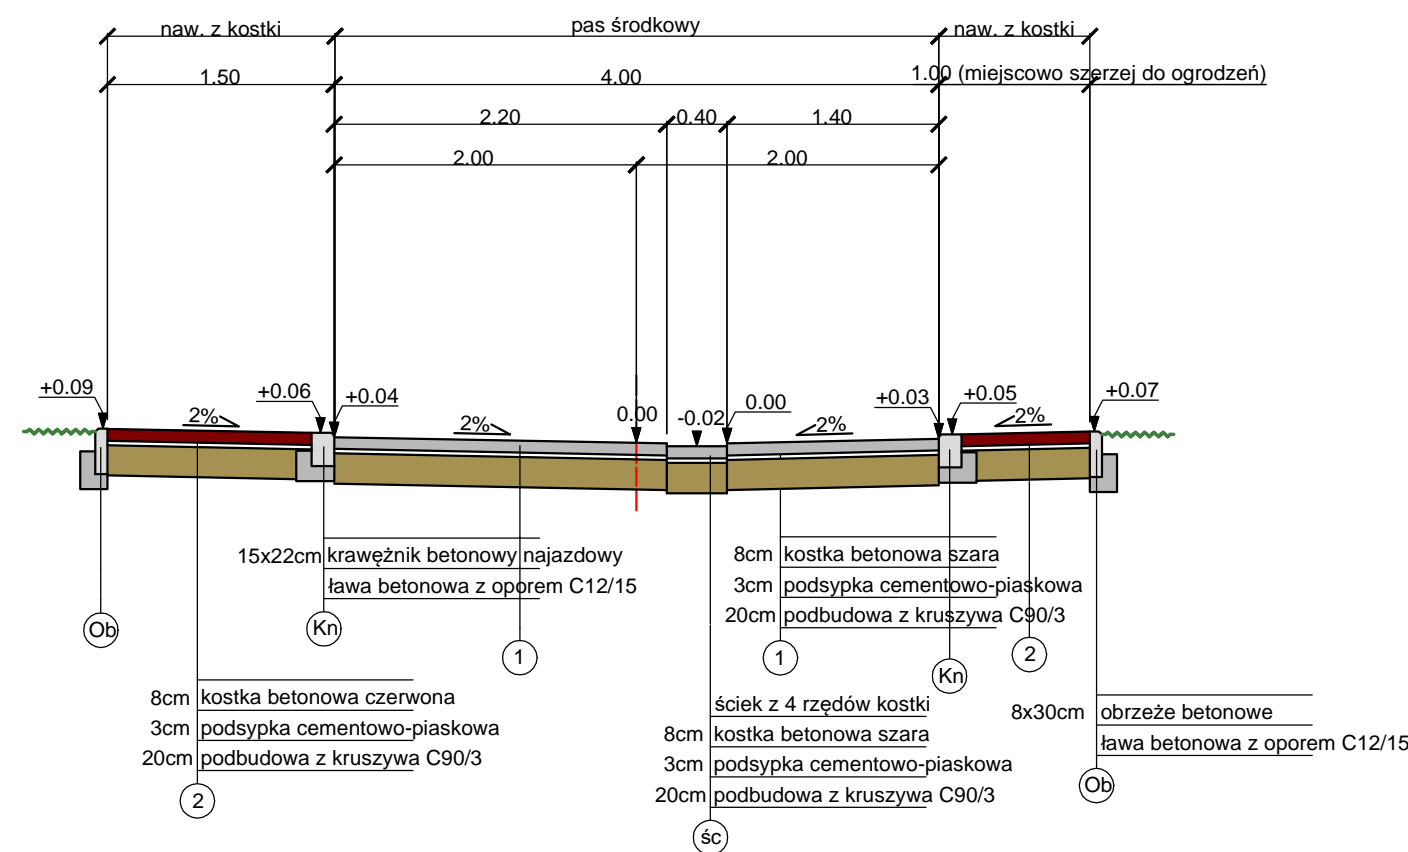 naw. z kostki
pas środkowy
naw. z kostki
1.50
4.00
1.00 (miejscowo szerzej do ogrodzeń)
2.20
0.40
1.40
2.00
2.00
+0.09
+0.06
+0.04
0.00
-0.02
0.00
+0.03
+0.05
+0.07
2%
2%
2%
2%
15x22cm krawężnik betonowy najazdowy
ława betonowa z oporem C12/15
8cm kostka betonowa szara
3cm podsypka cementowo-piaskowa
20cm podbudowa z kruszywa C90/3
Ob
Kn
1
1
2
Kn
8cm kostka betonowa czerwona
3cm podsypka cementowo-piaskowa
20cm podbudowa z kruszywa C90/3
2
ściek z 4 rzędów kostki
8cm kostka betonowa szara
3cm podsypka cementowo-piaskowa
20cm podbudowa z kruszywa C90/3
śc
8x30cm obrzeże betonowe
ława betonowa z oporem C12/15
Ob